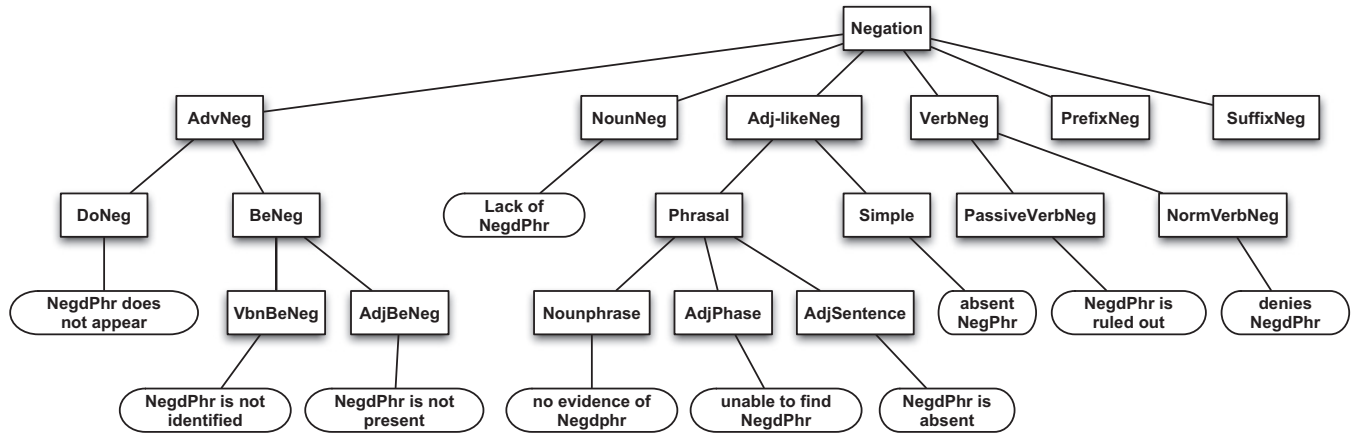 Negation
AdvNeg
NounNeg
Adj-likeNeg
VerbNeg
PrefixNeg
SuffixNeg
DoNeg
BeNeg
Lack of
NegdPhr
Phrasal
Simple
PassiveVerbNeg
NormVerbNeg
NegdPhr does
not appear
VbnBeNeg
AdjBeNeg
Nounphrase
AdjPhase
AdjSentence
absent
NegPhr
NegdPhr is
ruled out
denies
NegdPhr
NegdPhr is not
identified
NegdPhr is not
present
no evidence of
Negdphr
unable to find
NegdPhr
NegdPhr is
absent